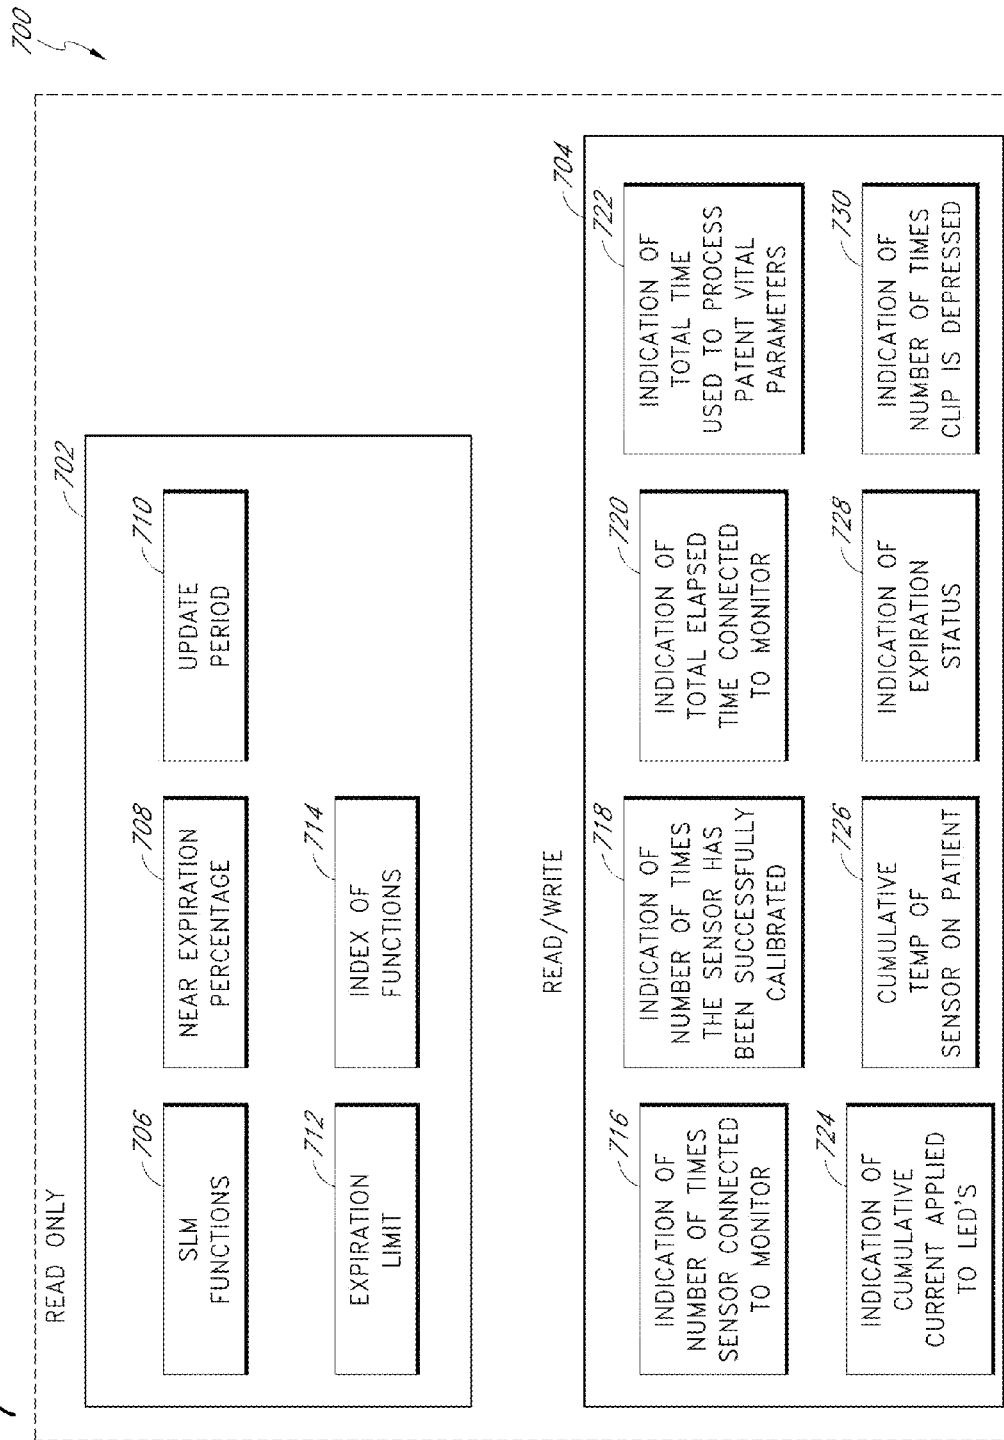 700
READ ONLY
702
706
SLM
FUNCTIONS
708
NEAR EXPIRATION
PERCENTAGE
710
UPDATE
PERIOD
712
EXPIRATION
LIMIT
714
INDEX OF
FUNCTIONS
READ/WRITE
704
716
INDICATION OF
NUMBER OF TIMES
SENSOR CONNECTED
TO MONITOR
718
INDICATION OF
NUMBER OF TIMES
THE SENSOR HAS
BEEN SUCCESSFULLY
CALIBRATED
720
INDICATION OF
TOTAL ELAPSED
TIME CONNECTED
TO MONITOR
722
INDICATION OF
TOTAL TIME
USED TO PROCESS
PATENT VITAL
PARAMETERS
724
INDICATION OF
CUMULATIVE
CURRENT APPLIED
TO LED'S
726
CUMULATIVE
TEMP OF
SENSOR ON PATIENT
728
INDICATION OF
EXPIRATION
STATUS
730
INDICATION OF
NUMBER OF TIMES
CLIP IS DEPRESSED